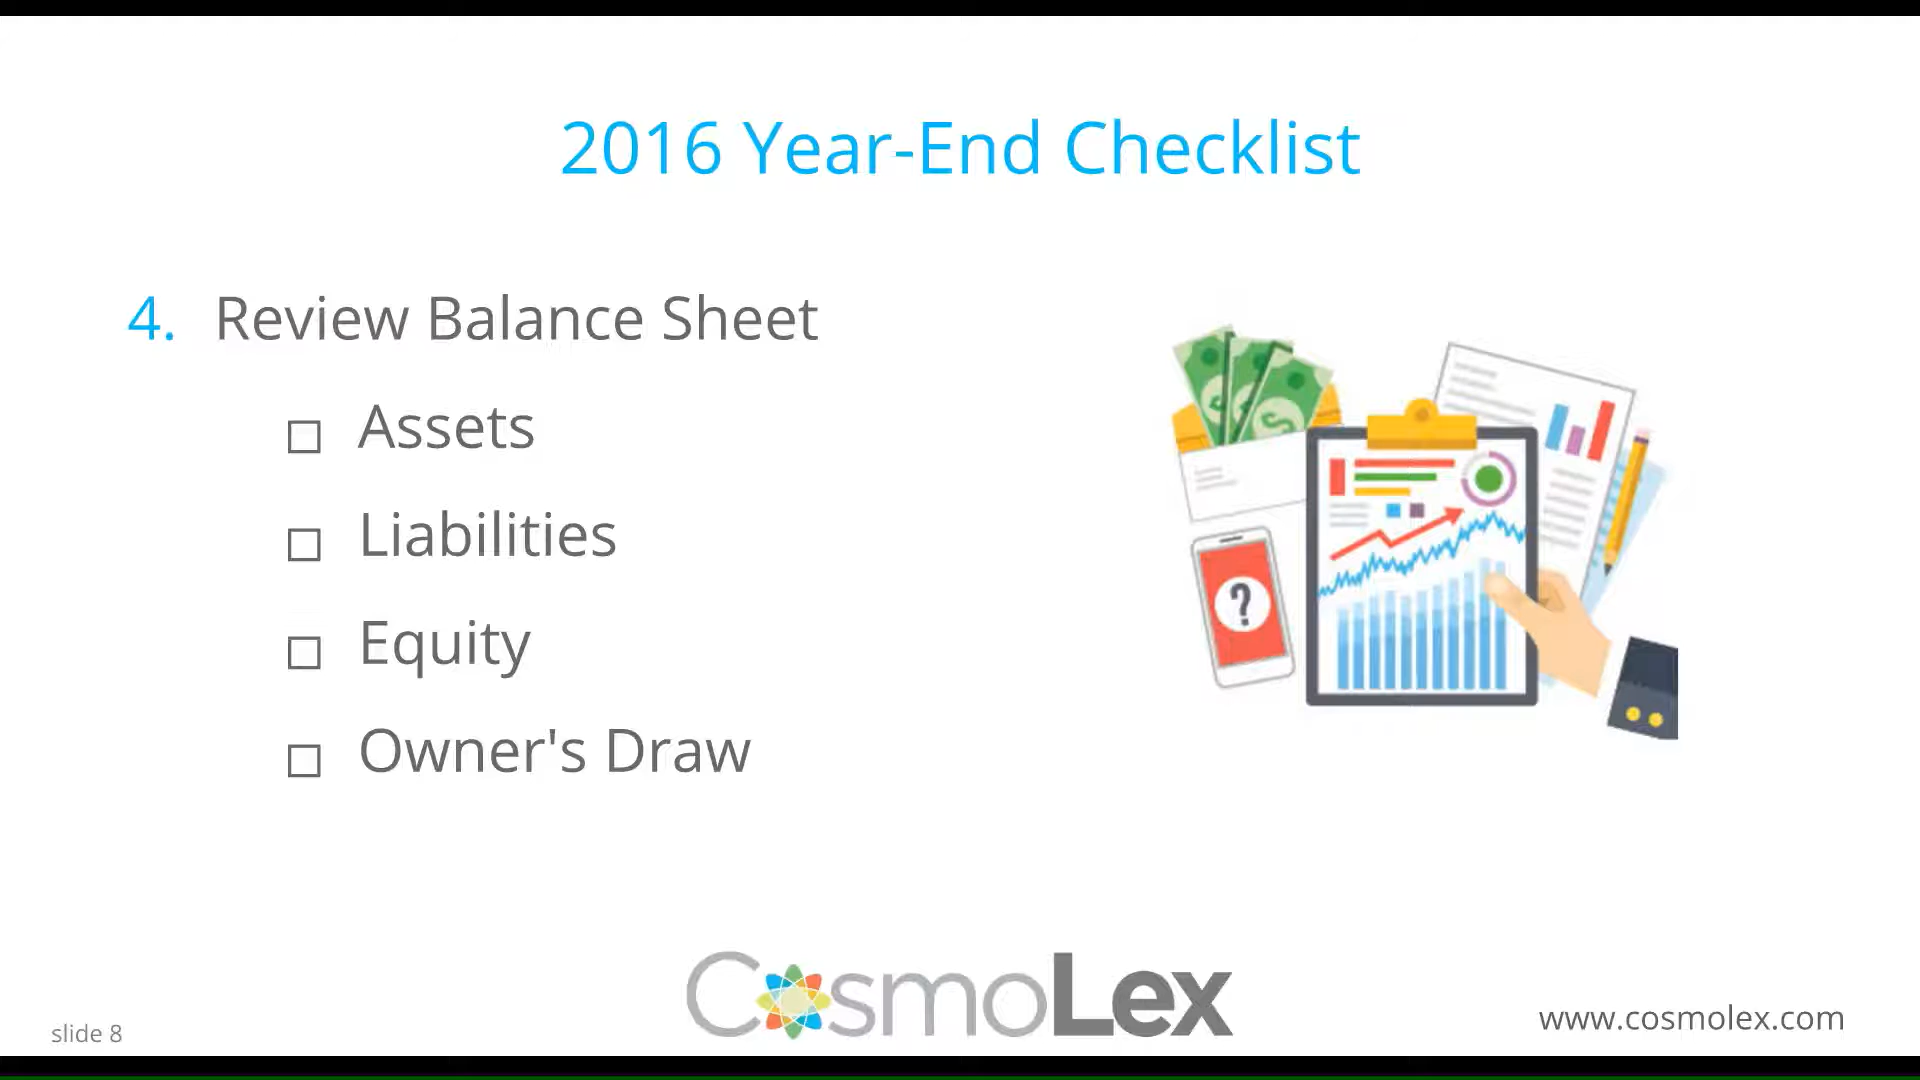 2016 Year-End Checklist
4. Review Balance Sheet
□ Assets
□ Liabilities
□ Equity
□ Owner's Draw
?
CosmoLex
www.cosmolex.com
slide 8